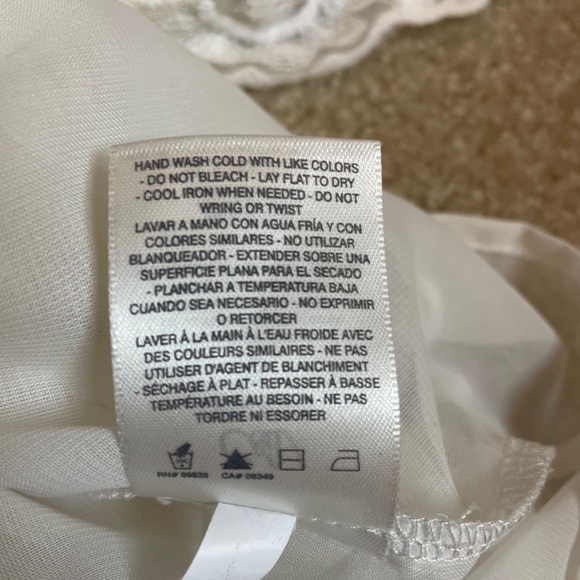 HAND WASH COLD WITH LIKE COLORS
- DO NOT BLEACH - LAY FLAT TO DRY
- COOL IRON WHEN NEEDED - DO NOT
WRING OR TWIST
LAVAR A MANO CON AGUA FRÍA Y CON
COLORES SIMILARES - NO UTILIZAR
BLANQUEADOR - EXTENDER SOBRE UNA
SUPERFICIE PLANA PARA EL SECADO
- PLANCHAR A TEMPERATURA BAJA
CUANDO SEA NECESARIO - NO EXPRIMIR
O RETORCER
LAVER À LA MAIN À L'EAU FROIDE AVEC
DES COULEURS SIMILAIRES - NE PAS
UTILISER D'AGENT DE BLANCHIMENT
- SÉCHAGE À PLAT - REPASSER À BASSE
TEMPÉRATURE AU BESOIN - NE PAS
TORDRE NI ESSORER
RN# 99825 CA# 09349